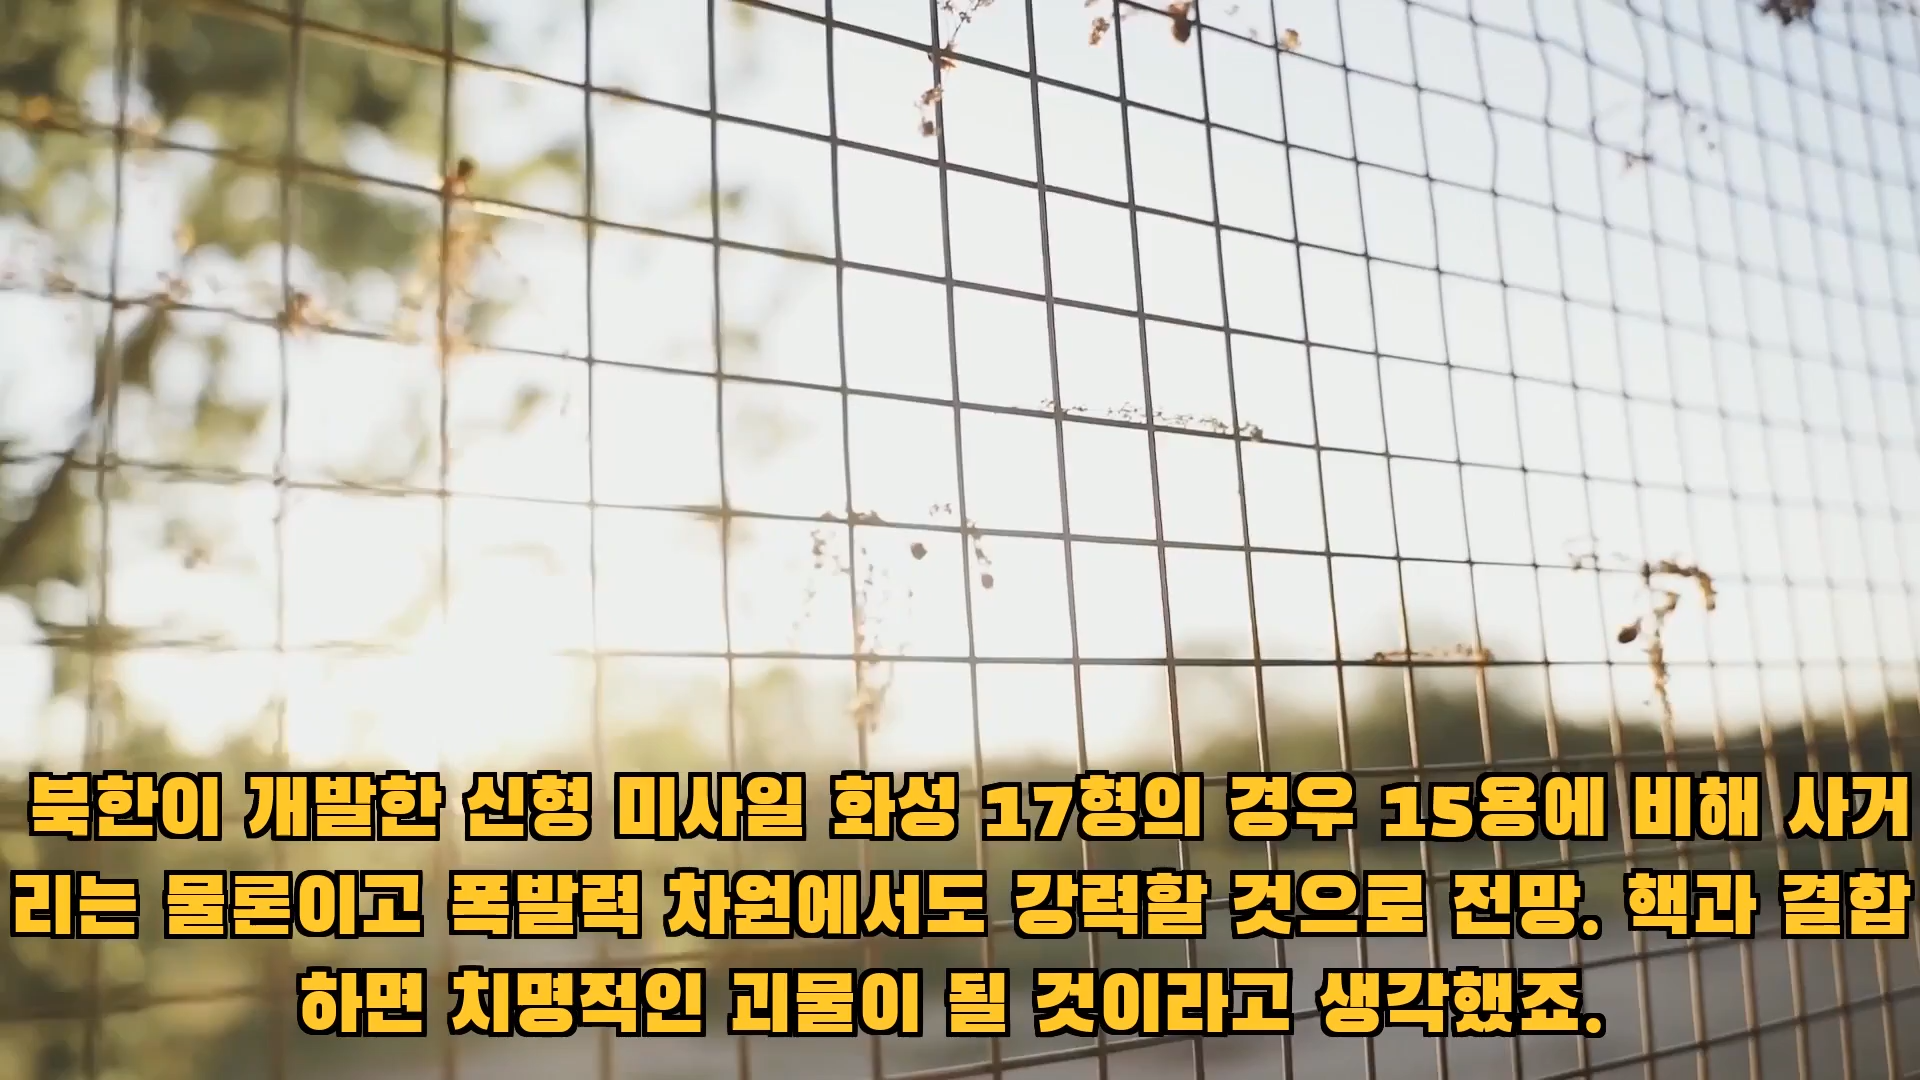 북한이 개발한 신형 미사일 화성 17형의 경우 15용에 비해 사거
리는 물론이고 폭발력 차원에서도 강력할 것으로 전망. 핵과 결합
하면 치명적인 괴물이 될 것이라고 생각했죠.